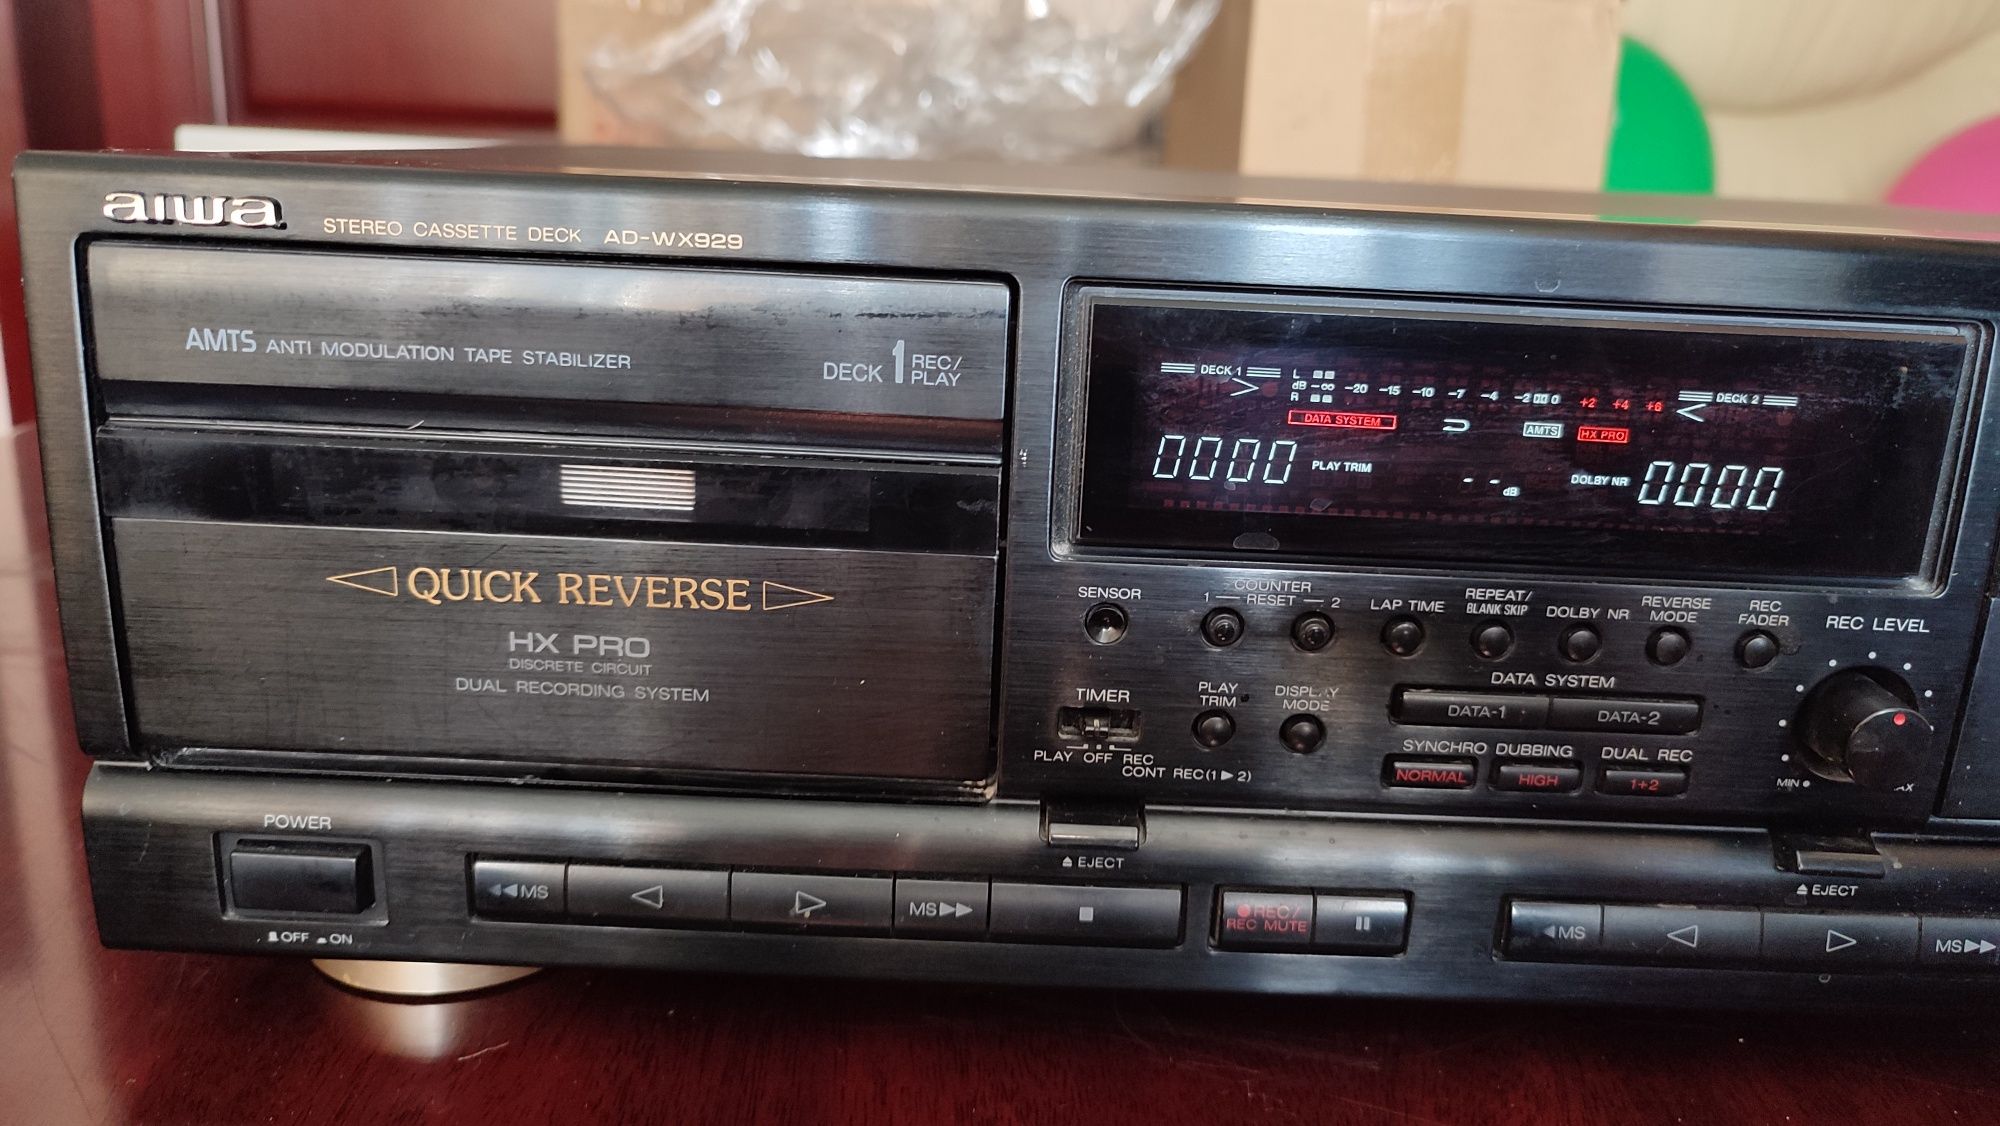 aiwa
STEREO CASSETTE DECK AD-WX929
AMTS ANTI MODULATION TAPE STABILIZER
DECK 1 REC/
PLAY
QUICK REVERSE
HX PRO
DISCRETE CIRCUIT
DUAL RECORDING SYSTEM
DECK 1
L
dB -∞ -20 -15 -10 -7 -4 -2 0 +2 +4 +6
R
DECK 2
DATA SYSTEM
AMTS
HX PRO
0000
PLAY TRIM
-- dB
DOLBY NR
0000
SENSOR
COUNTER
1 RESET 2
LAP TIME
REPEAT/
BLANK SKIP
DOLBY NR
REVERSE
MODE
REC
FADER
REC LEVEL
MIN
TIMER
PLAY OFF REC
CONT REC(1▶2)
PLAY
TRIM
DISPLAY
MODE
DATA SYSTEM
DATA-1
DATA-2
SYNCHRO DUBBING
NORMAL
HIGH
DUAL REC
1+2
POWER
OFF ON
◀◀MS
MS▶▶
▲EJECT
●REC/
REC MUTE
▲EJECT
◀MS
MS▶▶